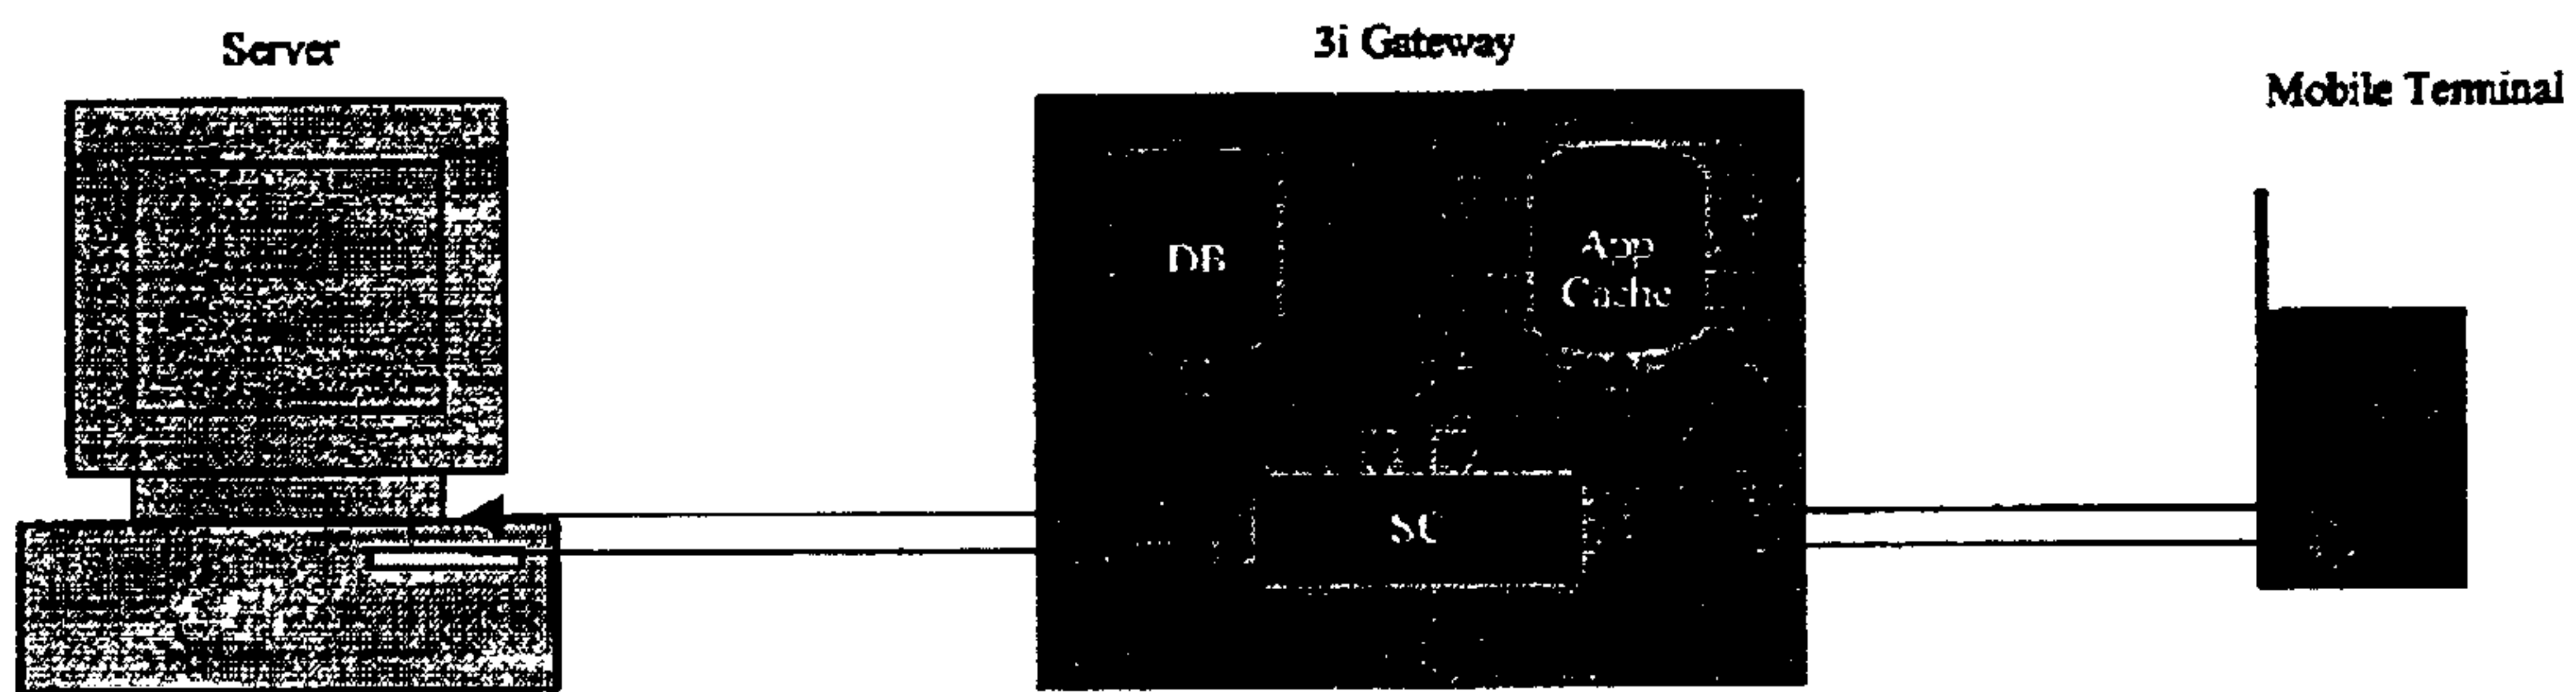 Server
3i Gateway
Mobile Terminal
DB
App
Cache
SC